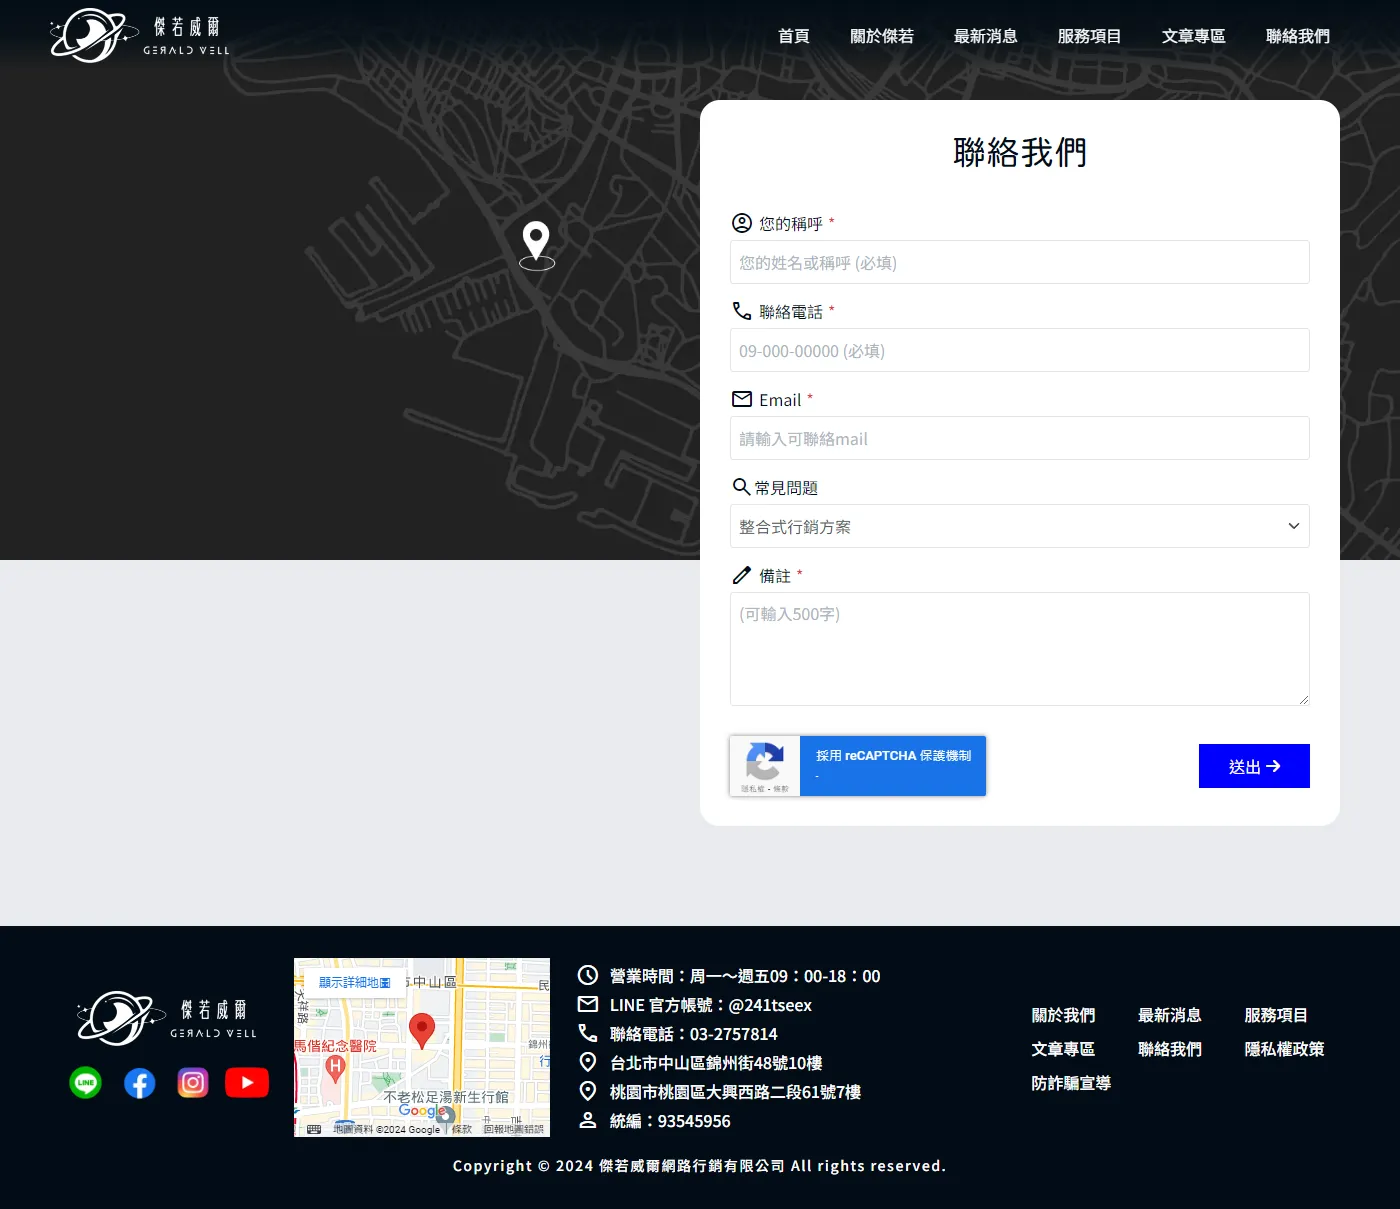 傑若威爾
GERALD VELL
首頁 關於傑若 最新消息 服務項目 文章專區 聯絡我們
聯絡我們
您的稱呼 *
您的姓名或稱呼 (必填)
聯絡電話 *
09-000-00000 (必填)
Email *
請輸入可聯絡mail
常見問題
整合式行銷方案
備註 *
(可輸入500字)
採用 reCAPTCHA 保護機制
-
隱私權 - 條款
送出
傑若威爾
GERALD VELL
LINE
顯示詳細地圖
中山區
民
馬偕紀念醫院
H
錦州
行
不老松足湯新生行館
Google
地圖資料 ©2024 Google 條款 回報地圖錯誤
營業時間：周一～週五09：00-18：00
LINE 官方帳號：@241tseex
聯絡電話：03-2757814
台北市中山區錦州街48號10樓
桃園市桃園區大興西路二段61號7樓
統編：93545956
關於我們 最新消息 服務項目
文章專區 聯絡我們 隱私權政策
防詐騙宣導
Copyright © 2024 傑若威爾網路行銷有限公司 All rights reserved.